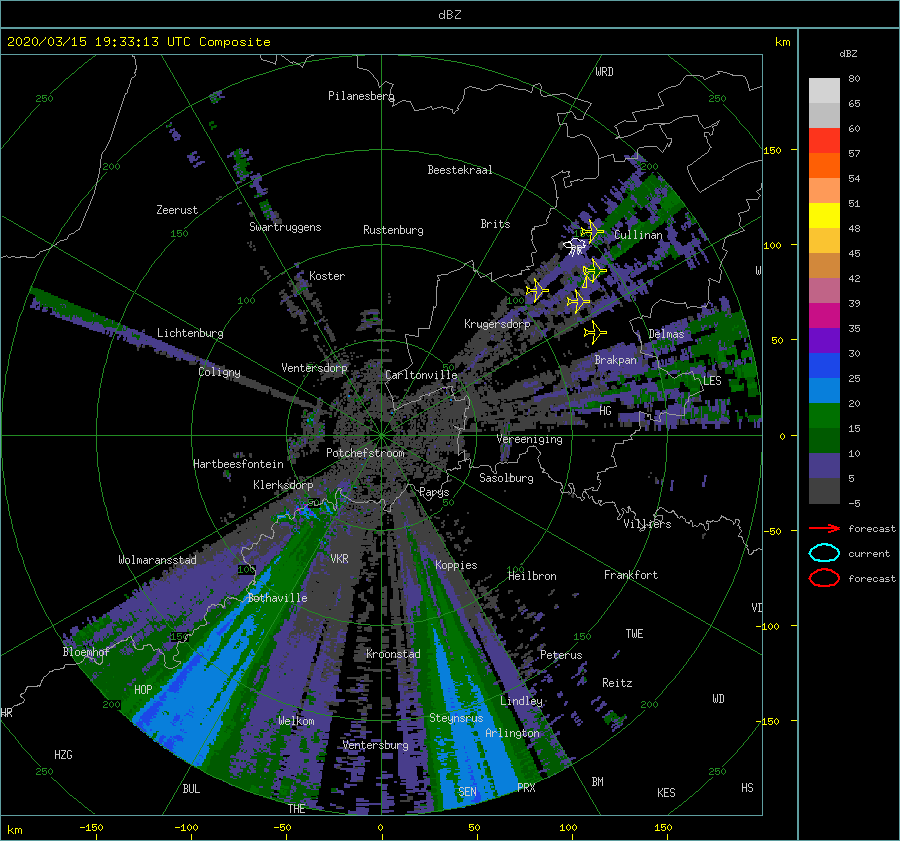 dBZ
2020/03/15 19:33:13 UTC Composite
km
dBZ
WRD
250
Pilanesberg
250
80
65
60
57
54
51
48
45
42
39
35
30
25
20
15
10
5
-5
150
200
Beestekraal
200
Zeerust
Swartruggens
150
Rustenburg
Brits
Cullinan
100
W
Koster
100
100
Lichtenburg
Krugersdorp
Delmas
50
Coligny
Ventersdorp
Carltonville
Brakpan
LES
HG
0
Vereeniging
Potchefstroom
Hartbeesfontein
Klerksdorp
Sasolburg
Parys
50
50
Villiers
-50
forecast
current
forecast
Wolmaransstad
VKR
100
Koppies
100
Heilbron
Frankfort
Bothaville
VD
-100
150
150
TWE
Bloemhof
Kroonstad
Peterus
HOP
Reitz
WD
200
Lindley
200
HR
Welkom
Steynsrus
-150
Arlington
Ventersburg
HZG
250
250
BUL
SEN
PRX
BM
KES
HS
THE
km
-150
-100
-50
0
50
100
150